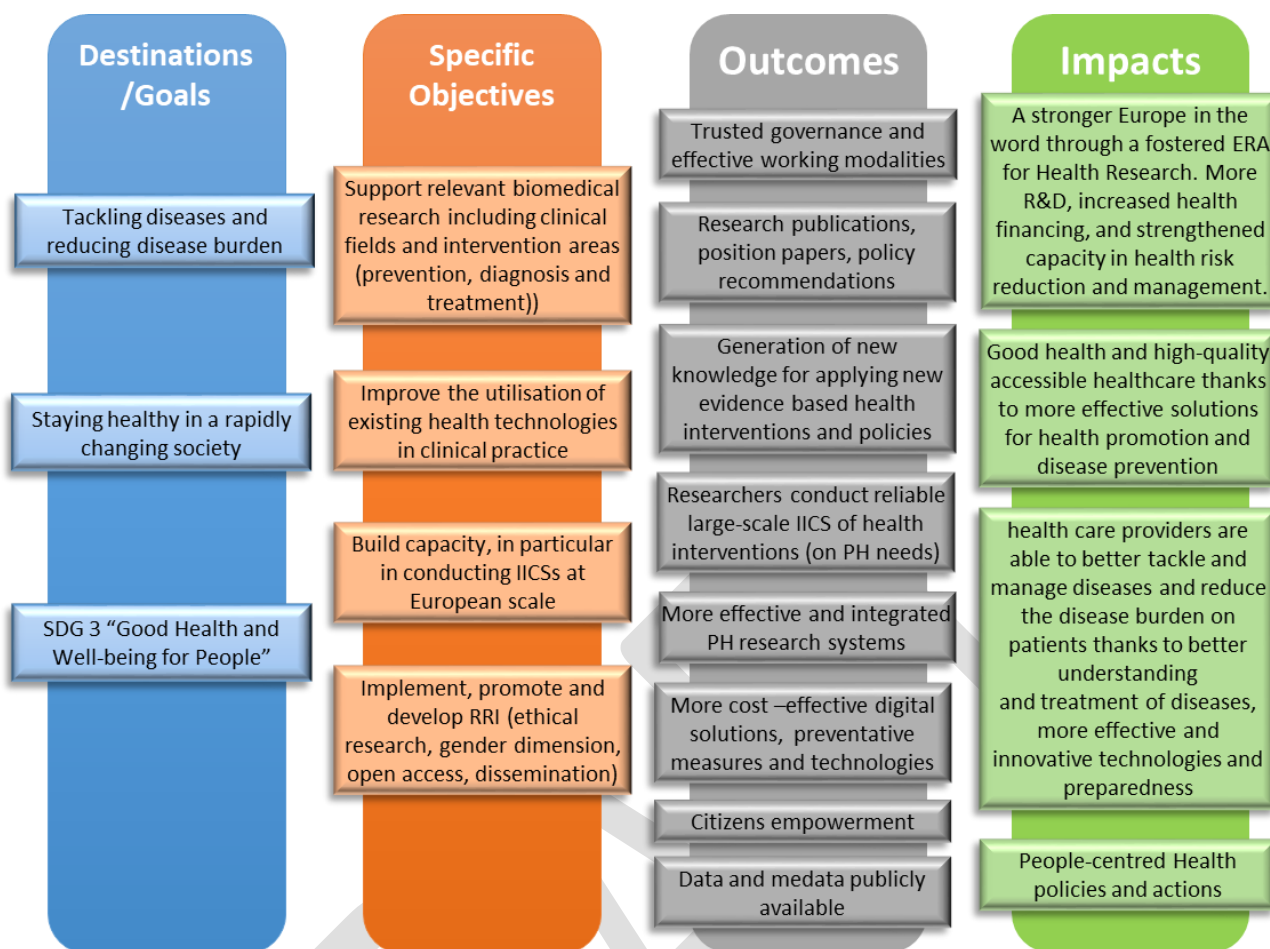 Destinations
/Goals
Tackling diseases and
reducing disease burden
Staying healthy in a rapidly
changing society
SDG 3 “Good Health and
Well-being for People”
Specific
Objectives
Support relevant biomedical
research including clinical
fields and intervention areas
(prevention, diagnosis and
treatment))
Improve the utilisation of
existing health technologies
in clinical practice
Build capacity, in particular
in conducting IICSs at
European scale
Implement, promote and
develop RRI (ethical
research, gender dimension,
open access, dissemination)
Outcomes
Trusted governance and
effective working modalities
Research publications,
position papers, policy
recommendations
Generation of new
knowledge for applying new
evidence based health
interventions and policies
Researchers conduct reliable
large-scale IICS of health
interventions (on PH needs)
More effective and integrated
PH research systems
More cost –effective digital
solutions, preventative
measures and technologies
Citizens empowerment
Data and medata publicly
available
Impacts
A stronger Europe in the
word through a fostered ERA
for Health Research. More
R&D, increased health
financing, and strengthened
capacity in health risk
reduction and management.
Good health and high-quality
accessible healthcare thanks
to more effective solutions
for health promotion and
disease prevention
health care providers are
able to better tackle and
manage diseases and reduce
the disease burden on
patients thanks to better
understanding
and treatment of diseases,
more effective and
innovative technologies and
preparedness
People-centred Health
policies and actions